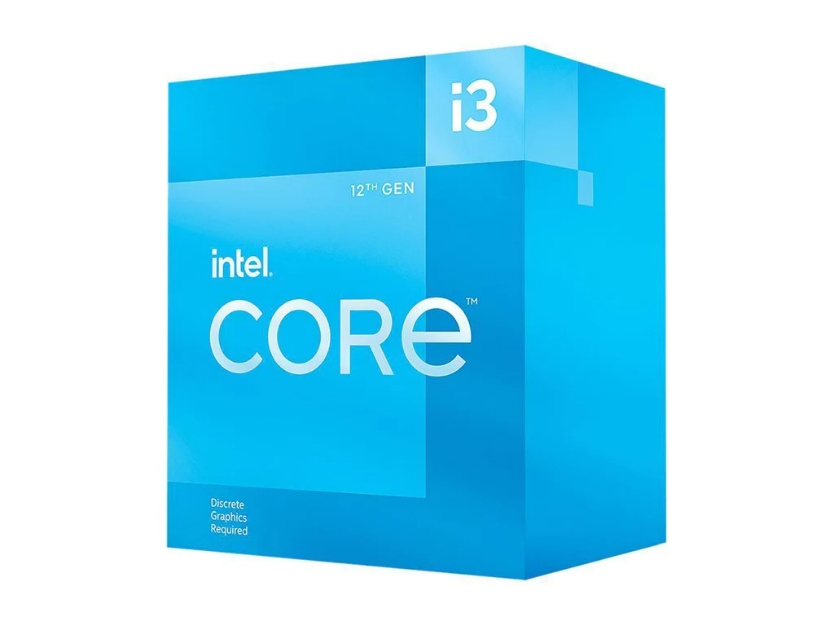 i3
12TH GEN
intel.
CORe™
Discrete
Graphics
Required